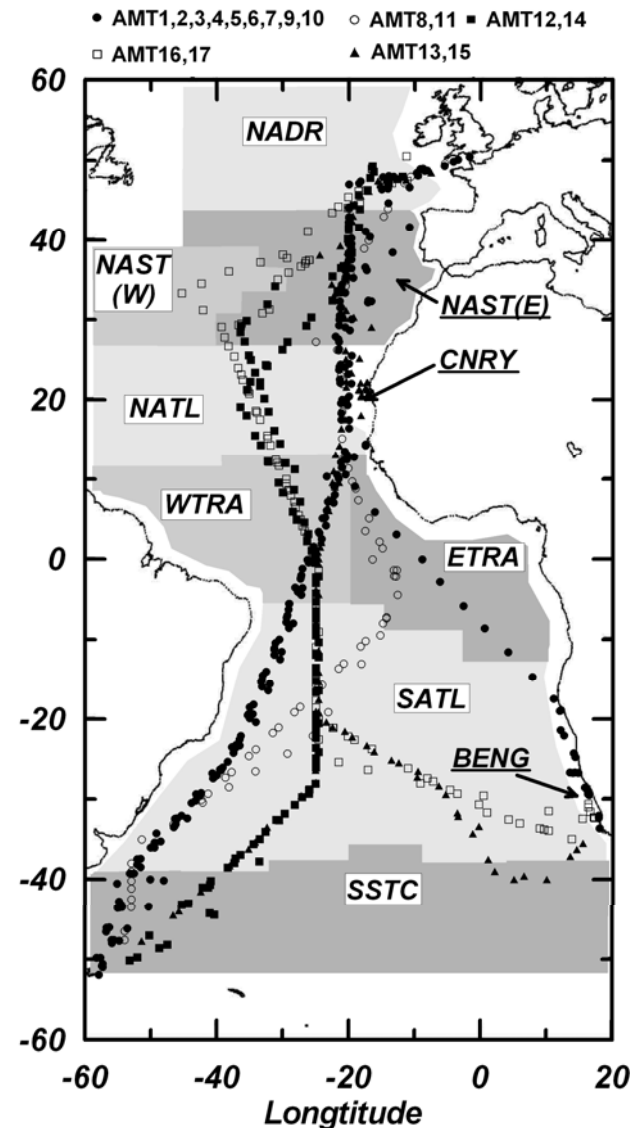 ● AMT1,2,3,4,5,6,7,9,10 ○ AMT8,11 ■ AMT12,14
□ AMT16,17 ▲ AMT13,15
60
NADR
40
NAST
(W)
NAST(E)
CNRY
20
NATL
WTRA
0
ETRA
SATL
-20
BENG
-40
SSTC
-60
-60 -40 -20 0 20
Longtitude